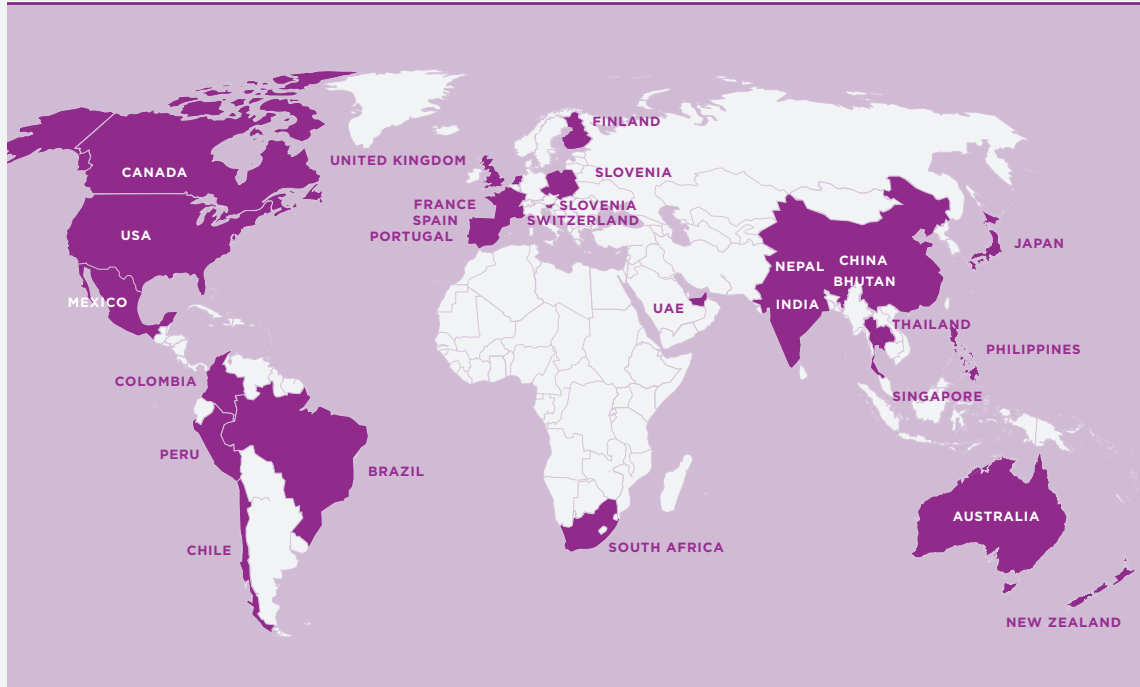 FINLAND
UNITED KINGDOM
CANADA
SLOVENIA
FRANCE
SLOVENIA
SPAIN
SWITZERLAND
PORTUGAL
USA
JAPAN
CHINA
NEPAL
BHUTAN
MEXICO
INDIA
UAE
THAILAND
PHILIPPINES
COLOMBIA
SINGAPORE
PERU
BRAZIL
AUSTRALIA
CHILE
SOUTH AFRICA
NEW ZEALAND